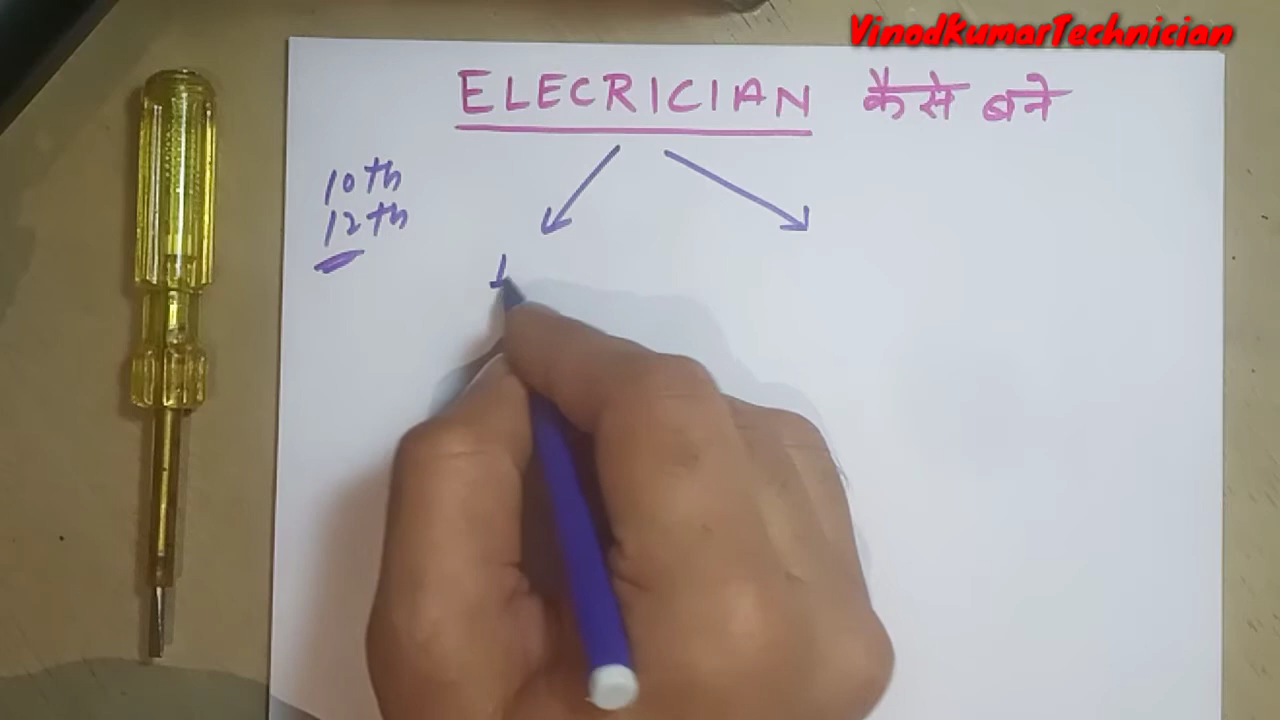 VinodKumarTechnician
ELECRICIAN कैसे बने
10th
12th